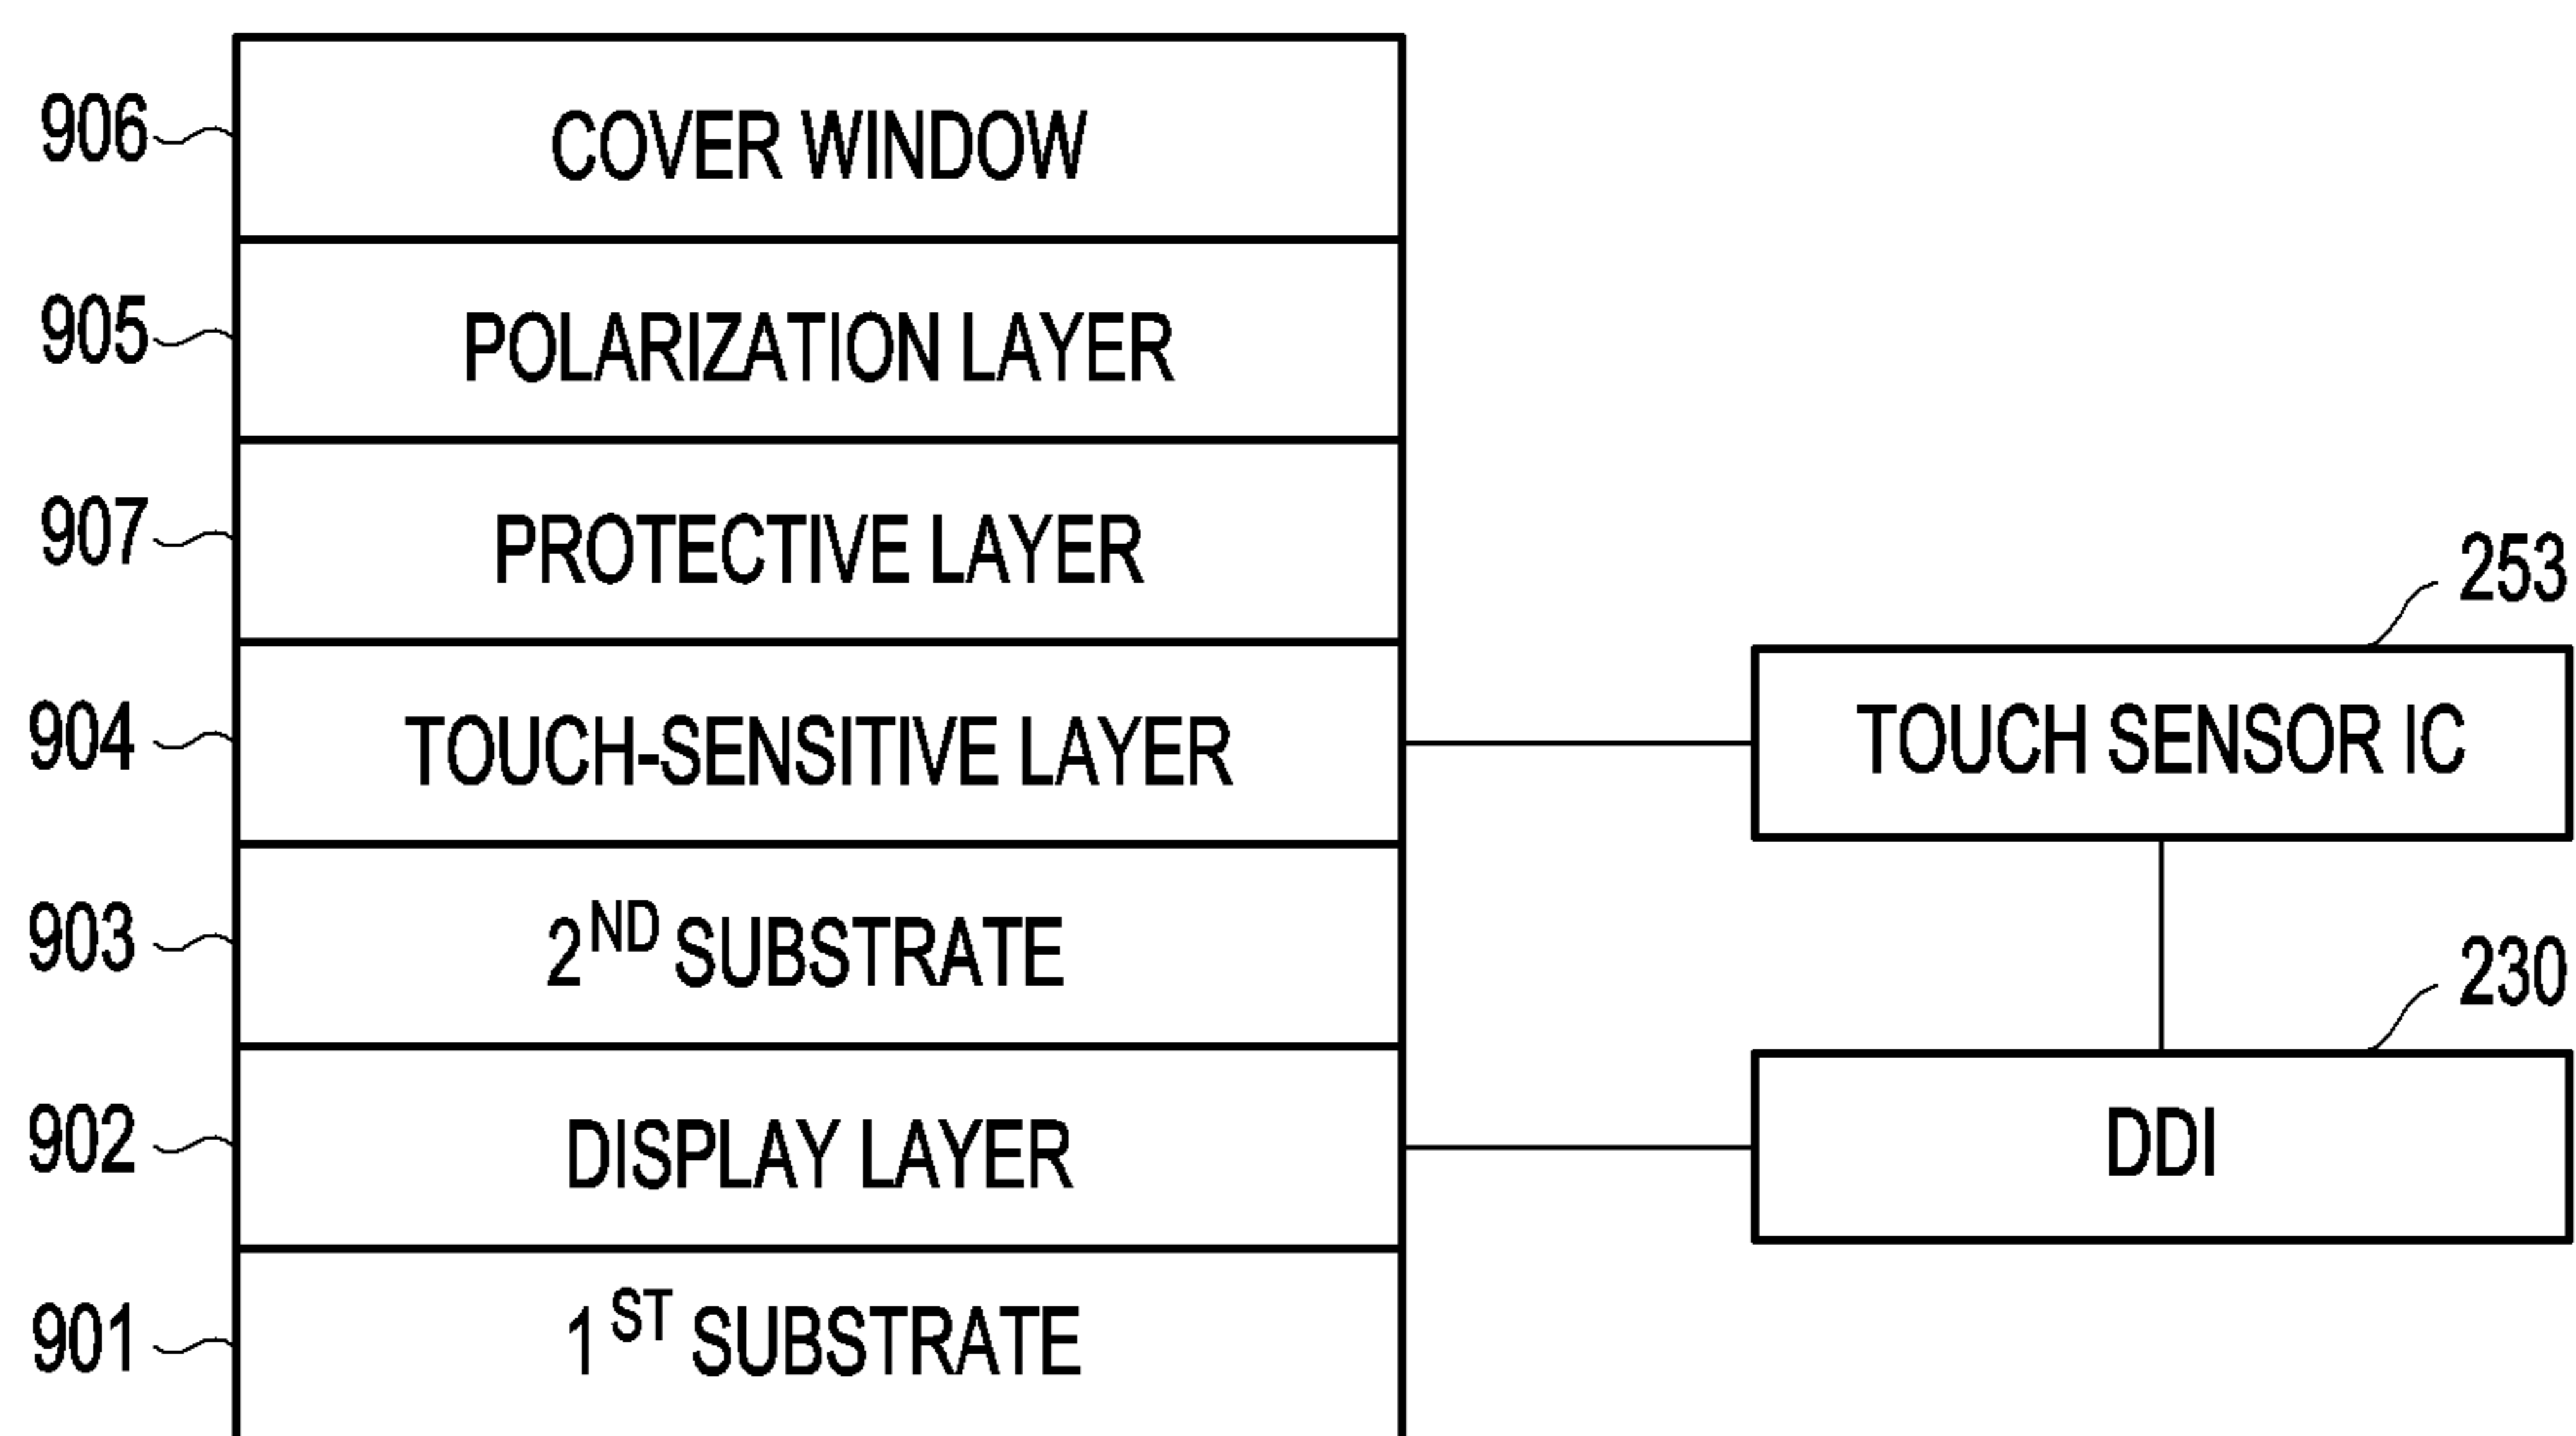 906 COVER WINDOW
905 POLARIZATION LAYER
907 PROTECTIVE LAYER
253
904 TOUCH-SENSITIVE LAYER TOUCH SENSOR IC
903 2ND SUBSTRATE 230
902 DISPLAY LAYER DDI
901 1ST SUBSTRATE